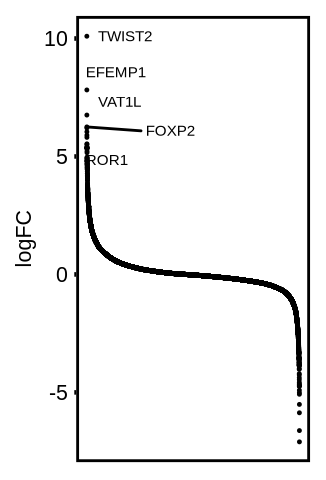 10
TWIST2
EFEMP1
VAT1L
FOXP2
5
ROR1
logFC
0
-5